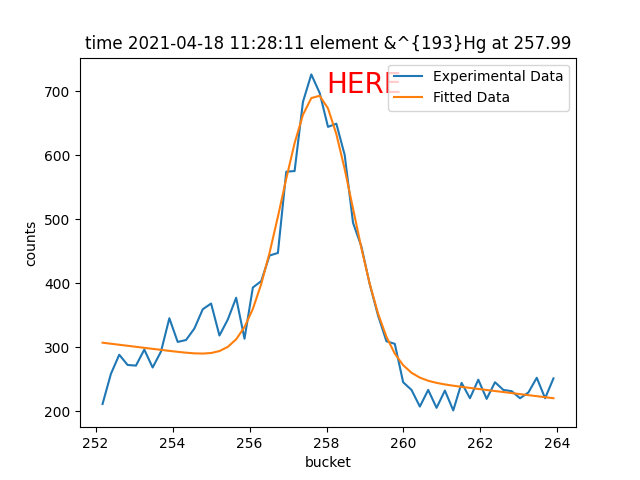 time 2021-04-18 11:28:11 element &^{193}Hg at 257.99
HERE
Experimental Data
Fitted Data
counts
700
600
500
400
300
200
252
254
256
258
260
262
264
bucket